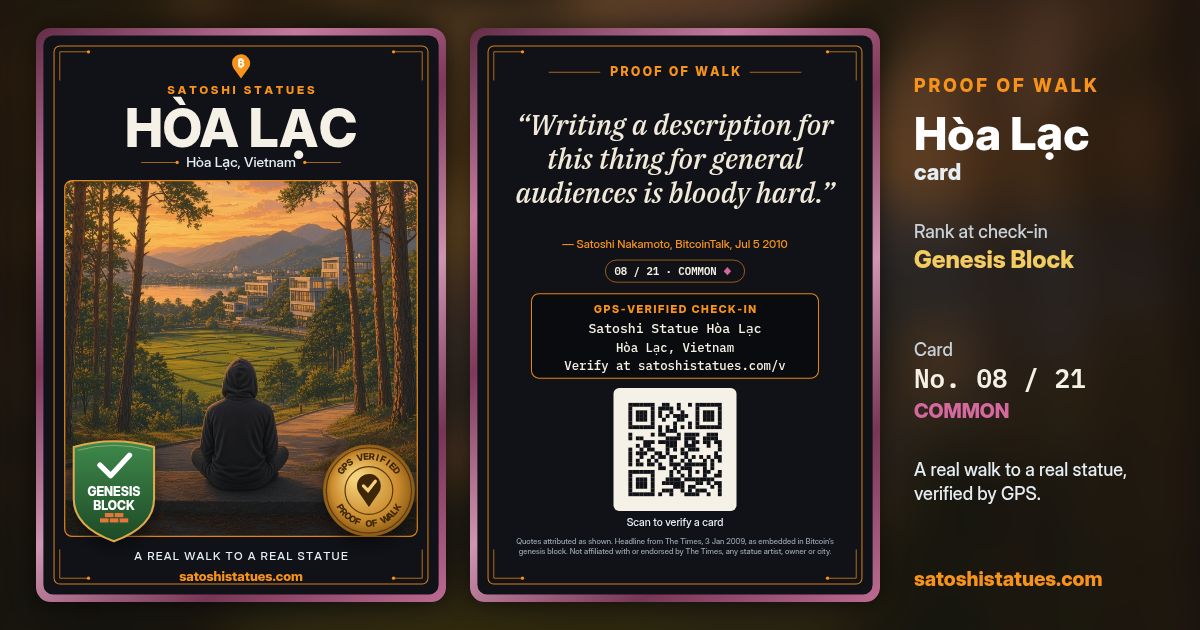 SATOSHI STATUES
HÒA LẠC
Hòa Lạc, Vietnam
GENESIS
BLOCK
GPS VERIFIED
PROOF OF WALK
A REAL WALK TO A REAL STATUE
satoshistatues.com
PROOF OF WALK
“Writing a description for
this thing for general
audiences is bloody hard.”
— Satoshi Nakamoto, BitcoinTalk, Jul 5 2010
08 / 21 · COMMON ♦
GPS-VERIFIED CHECK-IN
Satoshi Statue Hòa Lạc
Hòa Lạc, Vietnam
Verify at satoshistatues.com/v
Scan to verify a card
Quotes attributed as shown. Headline from The Times, 3 Jan 2009, as embedded in Bitcoin's
genesis block. Not affiliated with or endorsed by The Times, any statue artist, owner or city.
PROOF OF WALK
Hòa Lạc
card
Rank at check-in
Genesis Block
Card
No. 08 / 21
COMMON
A real walk to a real statue,
verified by GPS.
satoshistatues.com